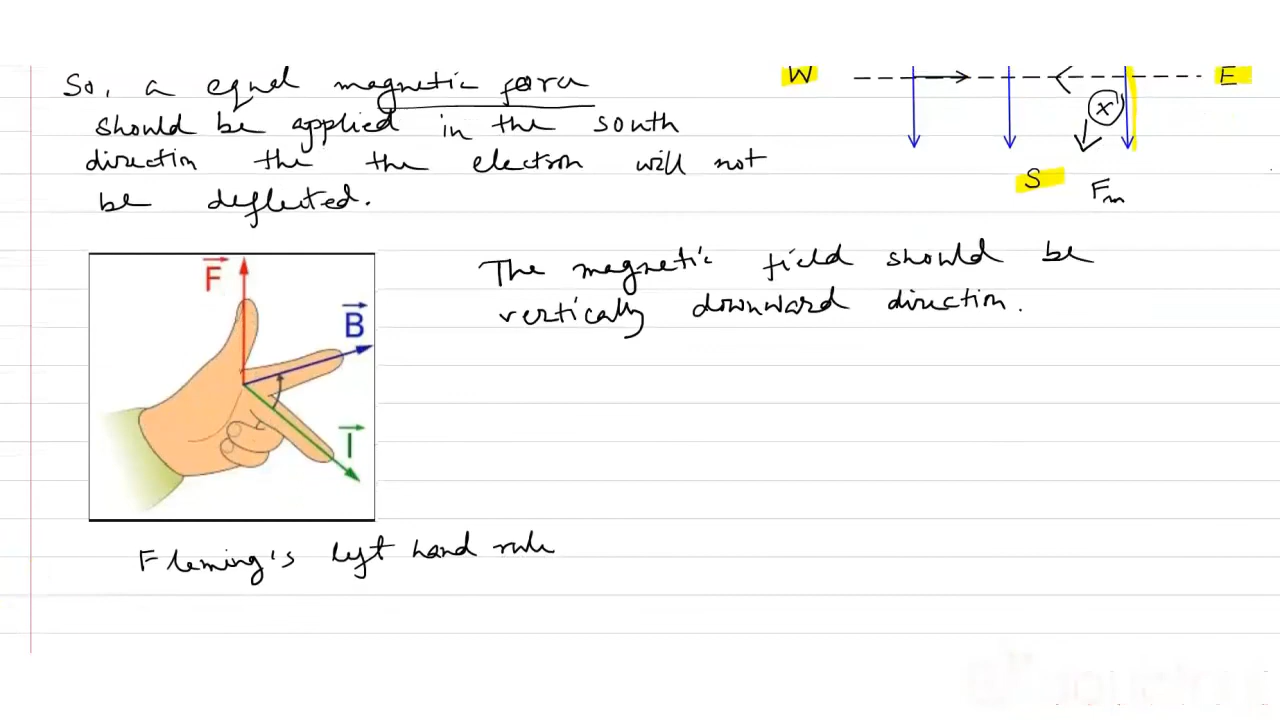 So, a equal magnetic force
should be applied in the south
direction the the electron will not
be deflected.
W
E
X
S
Fm
F
B
I
The magnetic field should be
vertically downward direction.
Fleming's left hand rule